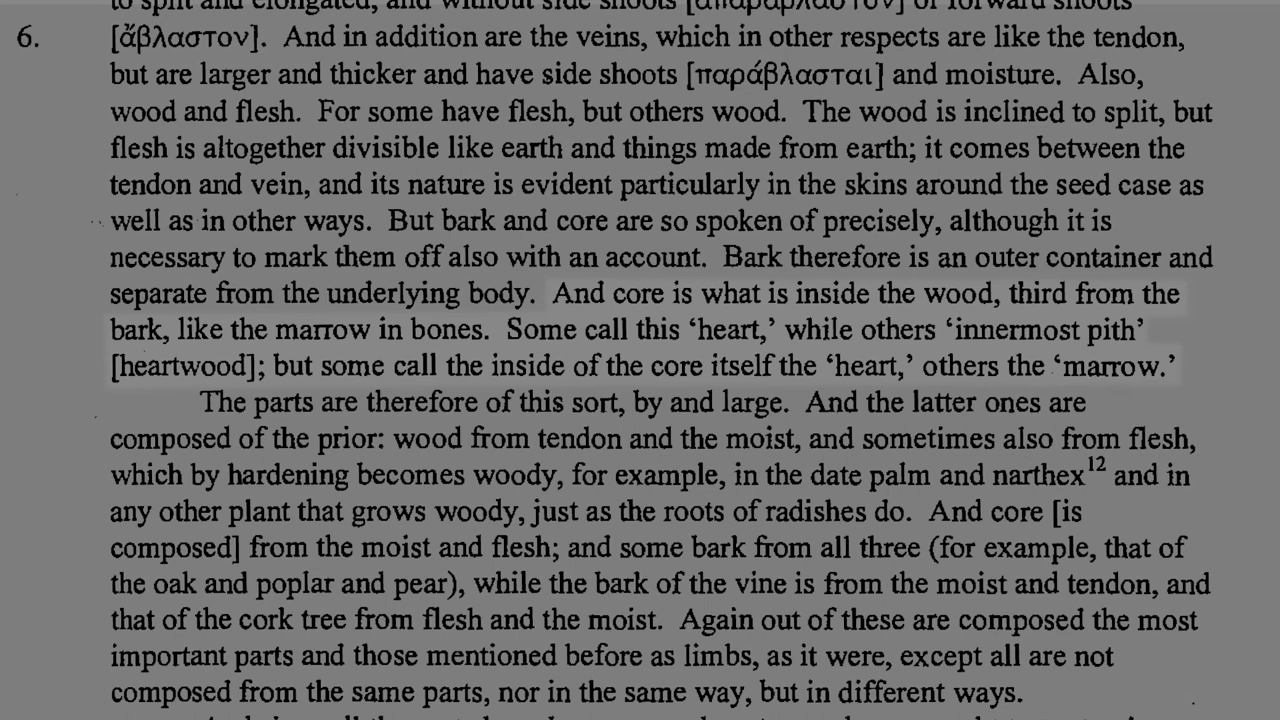 to split and elongated, and without side shoots [ἀπαράβλαστον] or forward shoots
6. [ἄβλαστον]. And in addition are the veins, which in other respects are like the tendon,
but are larger and thicker and have side shoots [παράβλασται] and moisture. Also,
wood and flesh. For some have flesh, but others wood. The wood is inclined to split, but
flesh is altogether divisible like earth and things made from earth; it comes between the
tendon and vein, and its nature is evident particularly in the skins around the seed case as
well as in other ways. But bark and core are so spoken of precisely, although it is
necessary to mark them off also with an account. Bark therefore is an outer container and
separate from the underlying body. And core is what is inside the wood, third from the
bark, like the marrow in bones. Some call this ‘heart,’ while others ‘innermost pith’
[heartwood]; but some call the inside of the core itself the ‘heart,’ others the ‘marrow.’
The parts are therefore of this sort, by and large. And the latter ones are
composed of the prior: wood from tendon and the moist, and sometimes also from flesh,
which by hardening becomes woody, for example, in the date palm and narthex12 and in
any other plant that grows woody, just as the roots of radishes do. And core [is
composed] from the moist and flesh; and some bark from all three (for example, that of
the oak and poplar and pear), while the bark of the vine is from the moist and tendon, and
that of the cork tree from flesh and the moist. Again out of these are composed the most
important parts and those mentioned before as limbs, as it were, except all are not
composed from the same parts, nor in the same way, but in different ways.